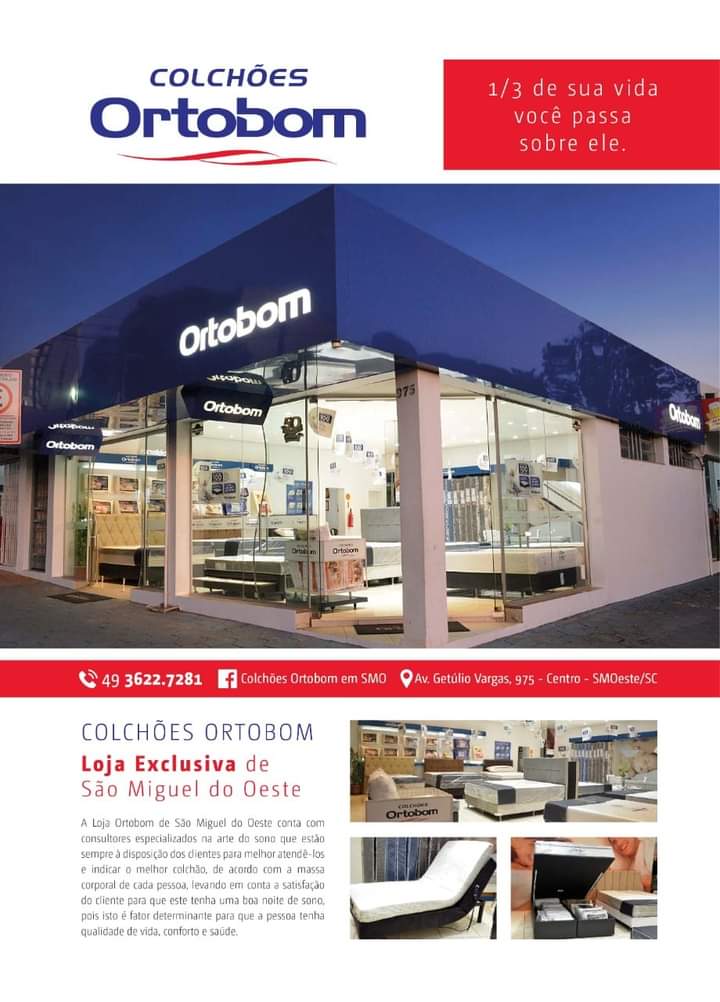 COLCHÕES
Ortobom
1/3 de sua vida
você passa
sobre ele.
Ortobom
Ortobom
Ortobom
Ortobom
975
COLCHÕES
Ortobom
49 3622.7281
Colchões Ortobom em SMO
Av. Getúlio Vargas, 975 - Centro - SMOeste/SC
COLCHÕES ORTOBOM
Loja Exclusiva de
São Miguel do Oeste
A Loja Ortobom de São Miguel do Oeste conta com
consultores especializados na arte do sono que estão
sempre à disposição dos clientes para melhor atendê-los
e indicar o melhor colchão, de acordo com a massa
corporal de cada pessoa, levando em conta a satisfação
do cliente para que este tenha uma boa noite de sono,
pois isto é fator determinante para que a pessoa tenha
qualidade de vida, conforto e saúde.
COLCHÕES
Ortobom